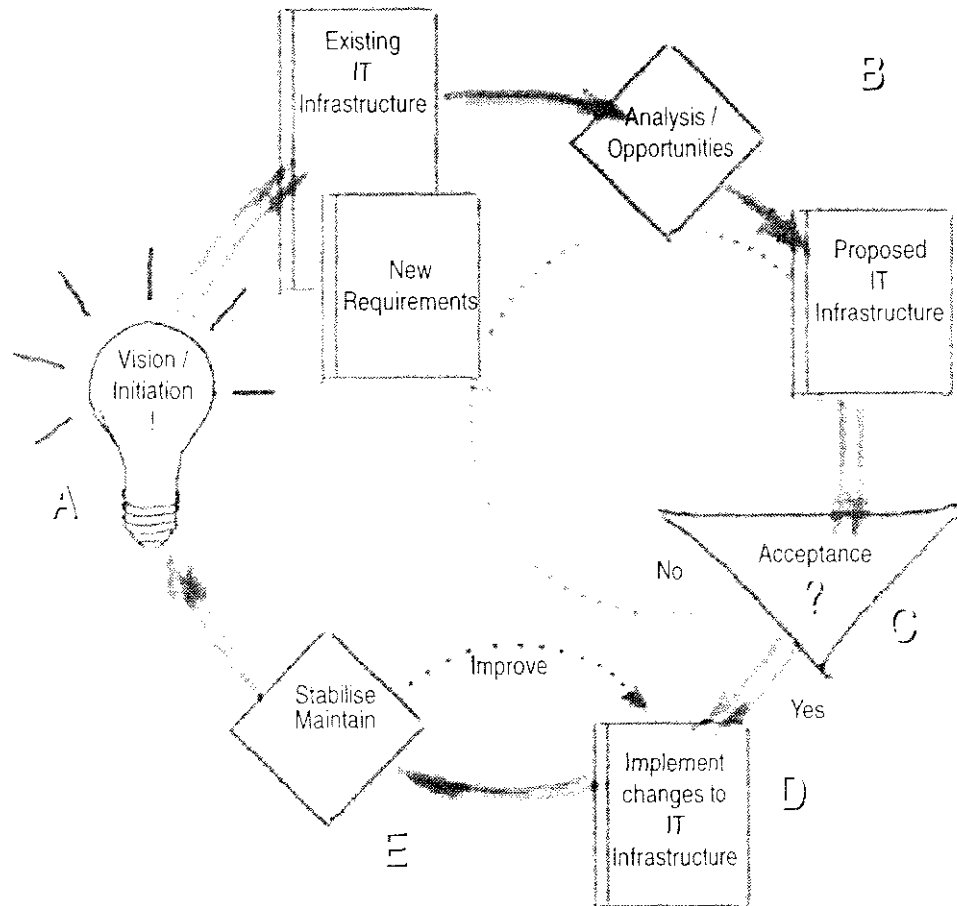 Existing
IT
Infrastructure
B
Analysis /
Opportunities
New
Requirements
Proposed
IT
Infrastructure
Vision /
Initiation
!
A
Acceptance
?
No
C
Yes
Improve
Stabilise
Maintain
Implement
changes to
IT
Infrastructure
D
E